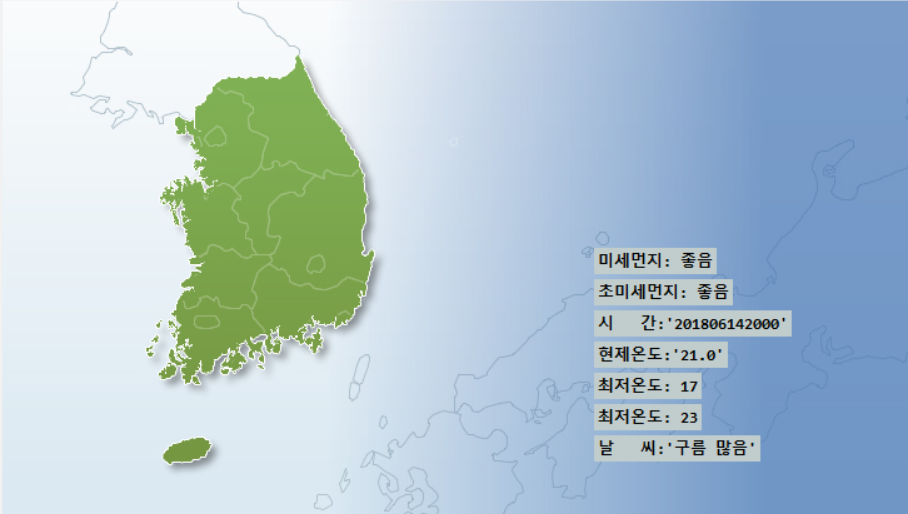 미세먼지: 좋음
초미세먼지: 좋음
시   간:'201806142000'
현제온도:'21.0'
최저온도: 17
최저온도: 23
날   씨:'구름 많음'